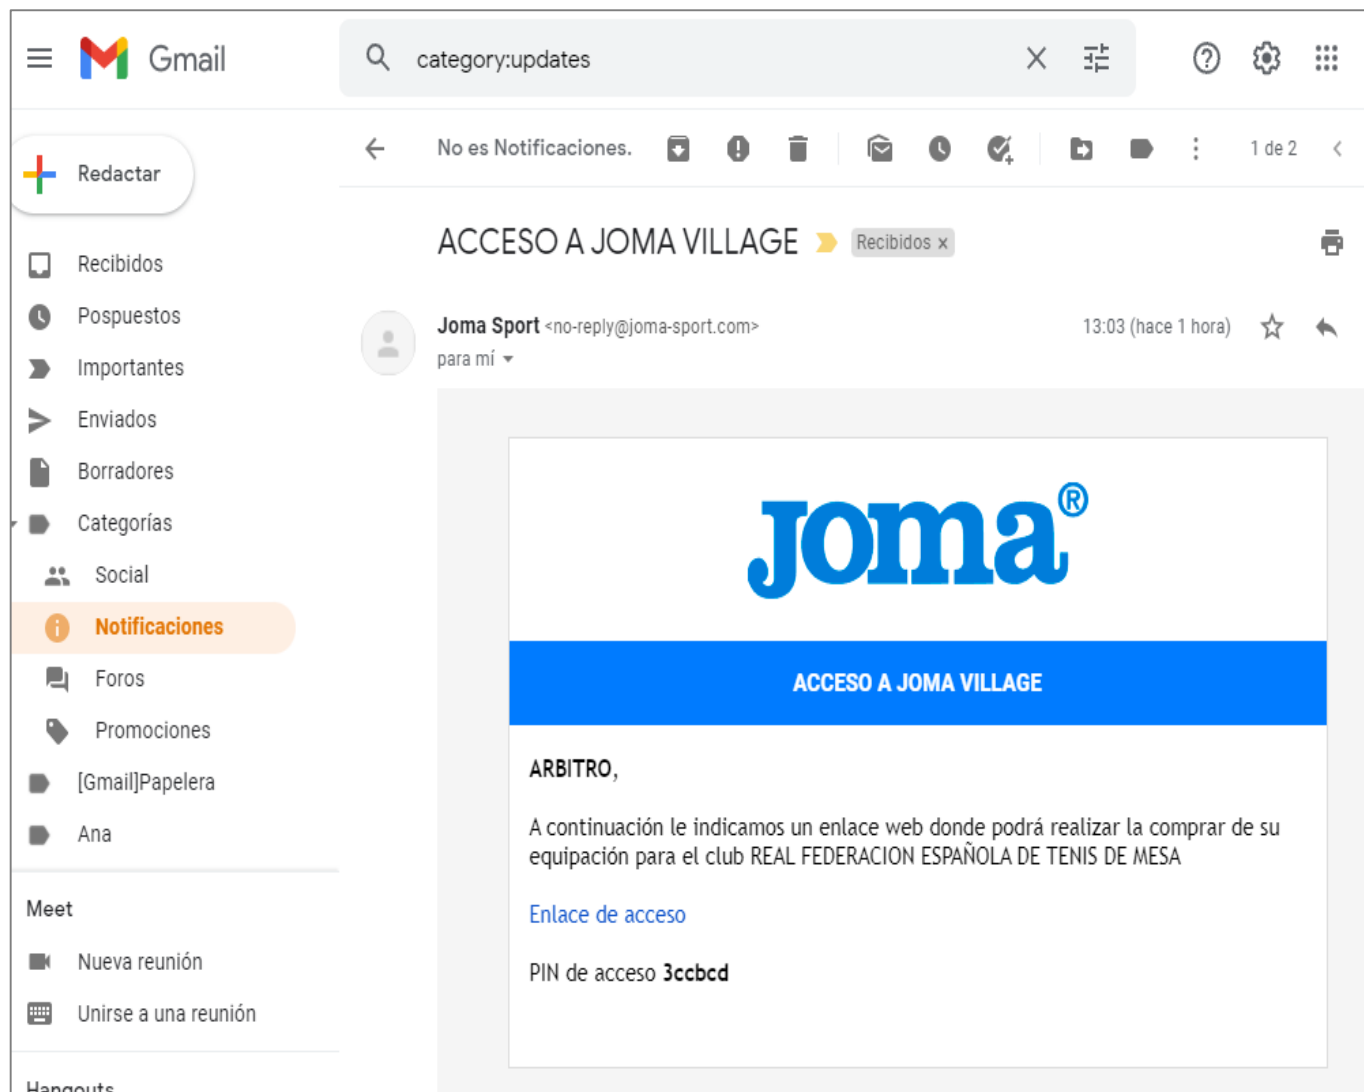 Gmail
category:updates
Redactar
No es Notificaciones.
1 de 2
Recibidos
Pospuestos
Importantes
Enviados
Borradores
Categorías
Social
Notificaciones
Foros
Promociones
[Gmail]Papelera
Ana
Meet
Nueva reunión
Unirse a una reunión
Hangouts
ACCESO A JOMA VILLAGE
Recibidos x
Joma Sport <no-reply@joma-sport.com>
13:03 (hace 1 hora)
para mí
Joma®
ACCESO A JOMA VILLAGE
ARBITRO,
A continuación le indicamos un enlace web donde podrá realizar la comprar de su
equipación para el club REAL FEDERACION ESPAÑOLA DE TENIS DE MESA
Enlace de acceso
PIN de acceso 3ccbcd